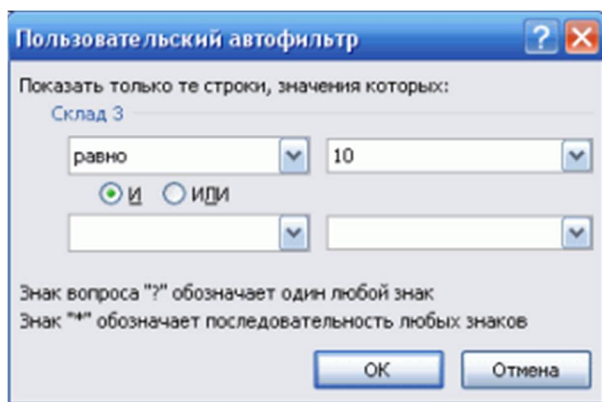 Пользовательский автофильтр
Показать только те строки, значения которых:
Склад 3
равно 10
И ИЛИ
Знак вопроса "?" обозначает один любой знак
Знак "*" обозначает последовательность любых знаков
ОК Отмена